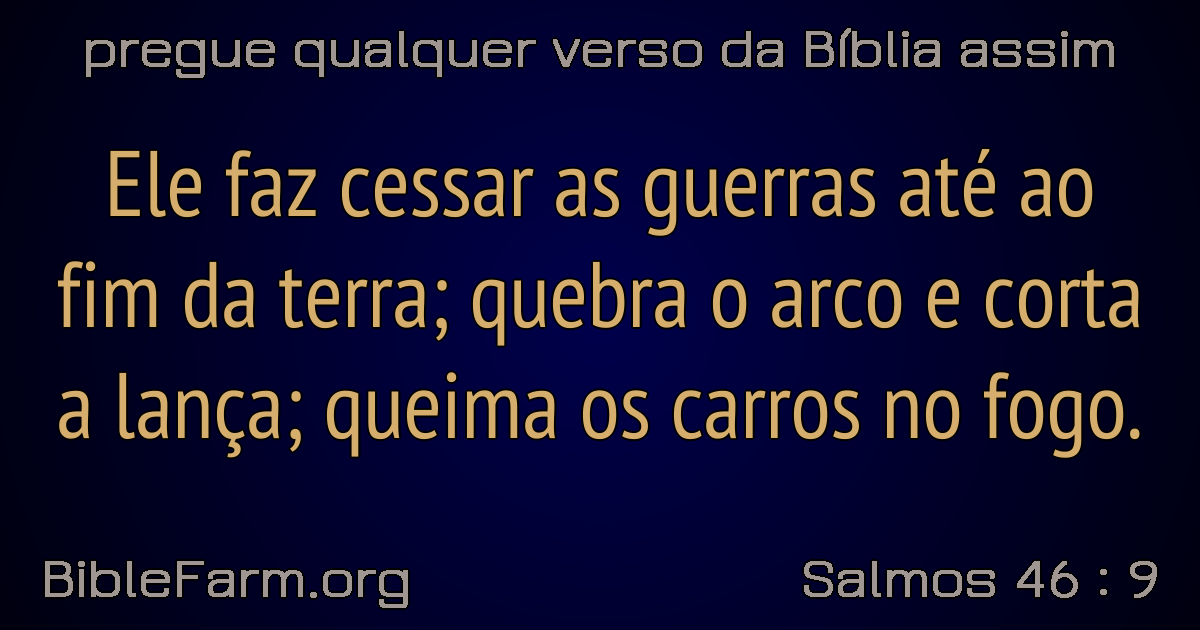 pregue qualquer verso da Bíblia assim
Ele faz cessar as guerras até ao
fim da terra; quebra o arco e corta
a lança; queima os carros no fogo.
BibleFarm.org
Salmos 46 : 9